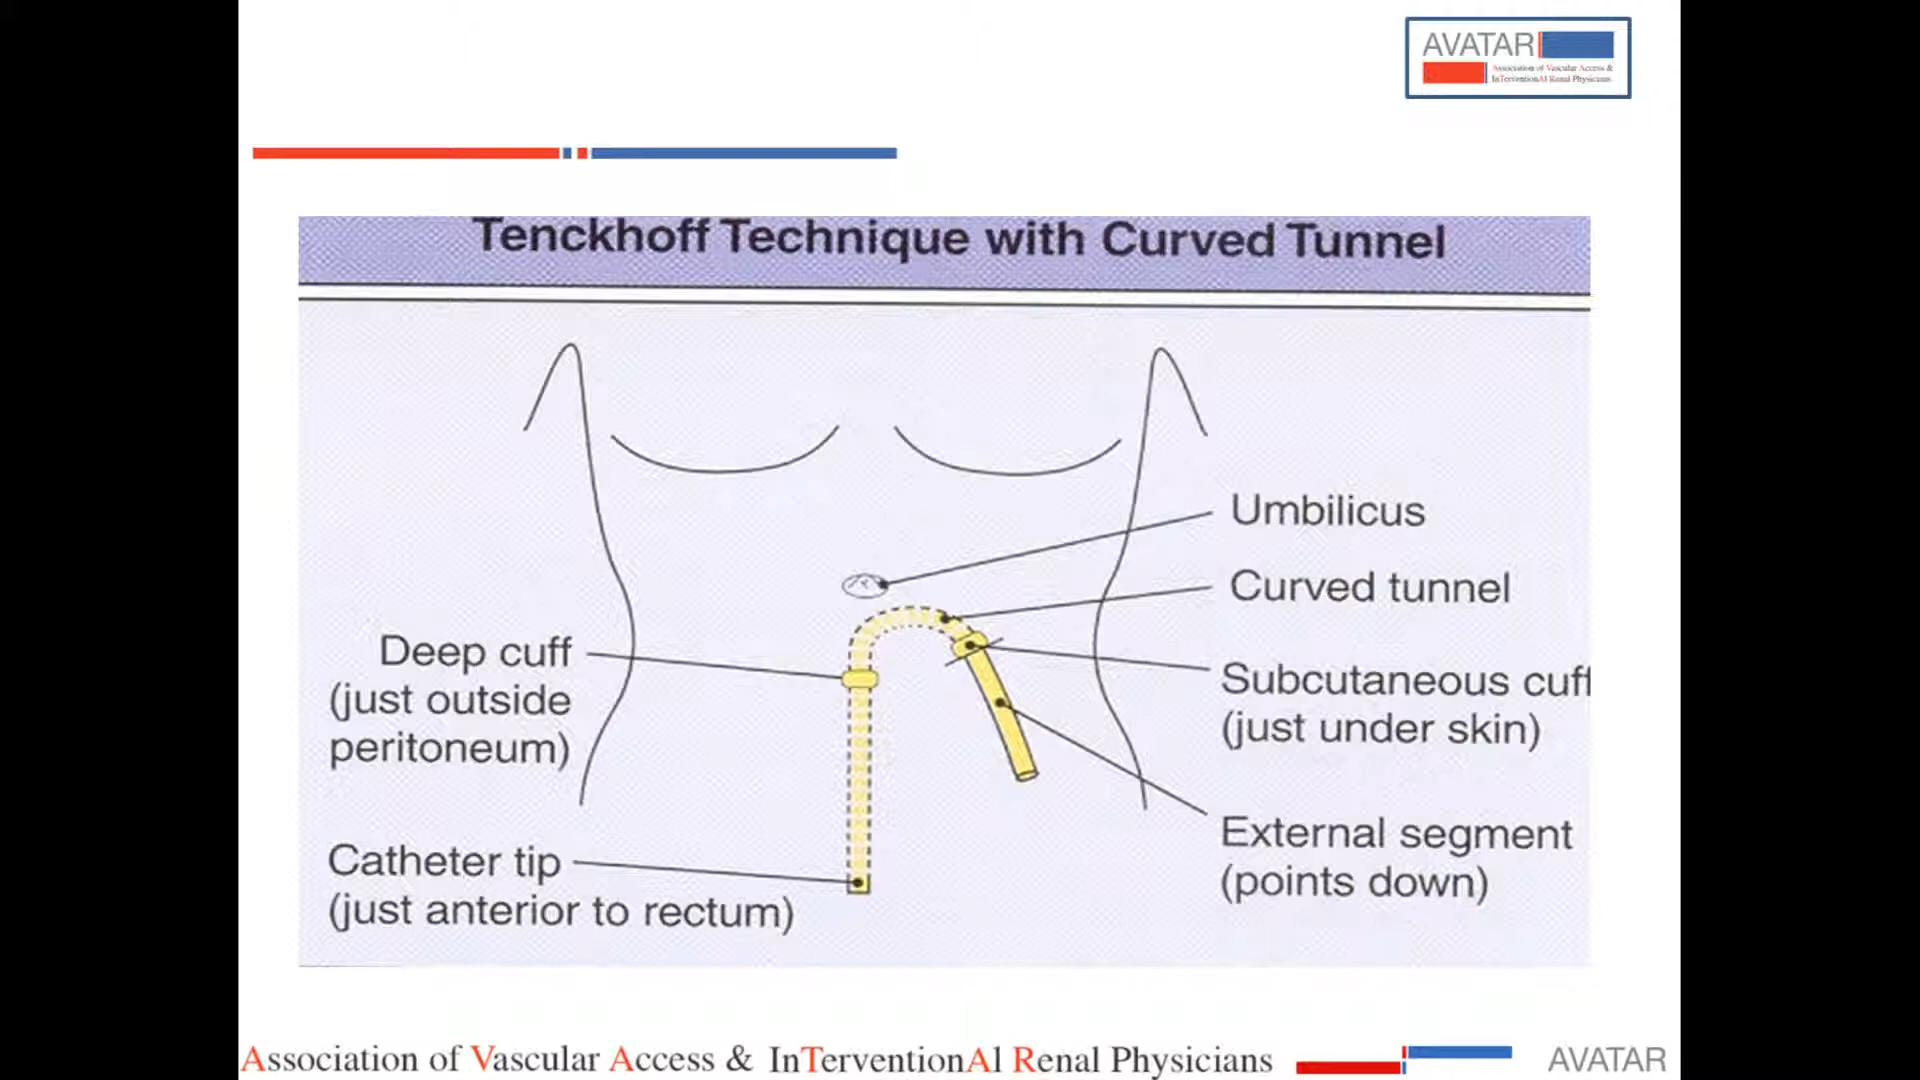 AVATAR
Association of Vascular Access &
InTerventionAl Renal Physicians
Tenckhoff Technique with Curved Tunnel
Umbilicus
Curved tunnel
Deep cuff
(just outside
peritoneum)
Subcutaneous cuff
(just under skin)
External segment
(points down)
Catheter tip
(just anterior to rectum)
Association of Vascular Access & InTerventionAl Renal Physicians
AVATAR